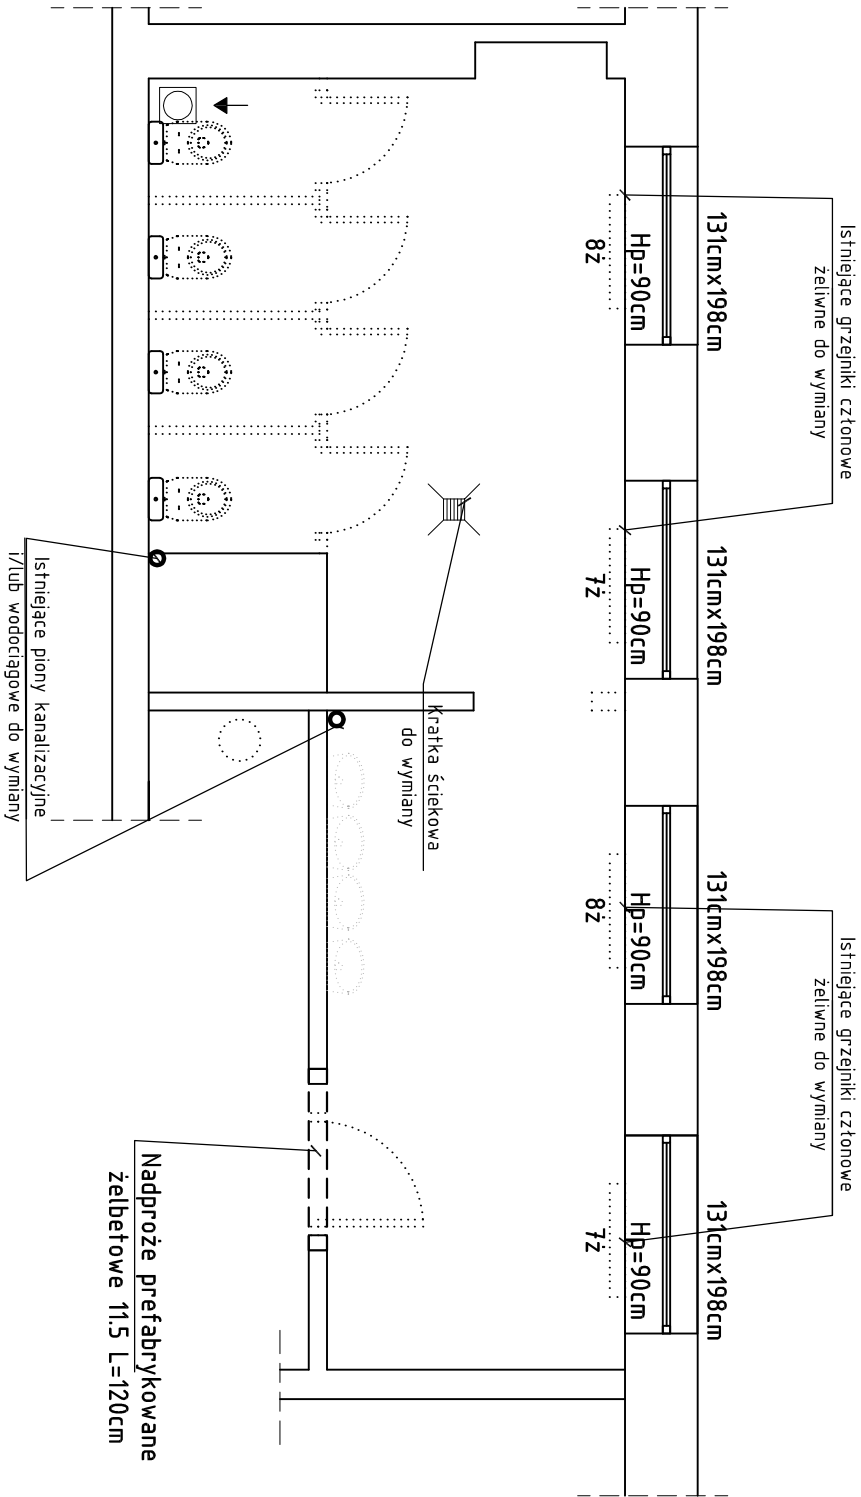 Istniejące grzejniki członowe
żeliwne do wymiany
Istniejące grzejniki członowe
żeliwne do wymiany
131cmx198cm
Hp=90cm
8ż
131cmx198cm
Hp=90cm
7ż
131cmx198cm
Hp=90cm
8ż
131cmx198cm
Hp=90cm
7ż
Kratka ściekowa
do wymiany
Nadproże prefabrykowane
żelbetowe 11.5 L=120cm
Istniejące piony kanalizacyjne
i/lub wodociągowe do wymiany